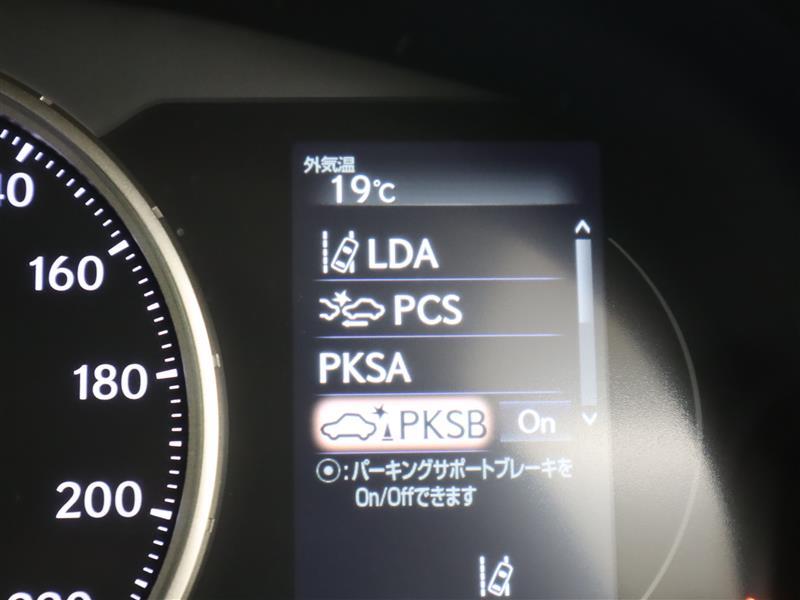 外気温
19℃
LDA
PCS
PKSA
PKSB On
⦿:パーキングサポートブレーキを
On/Offできます
160
180
200